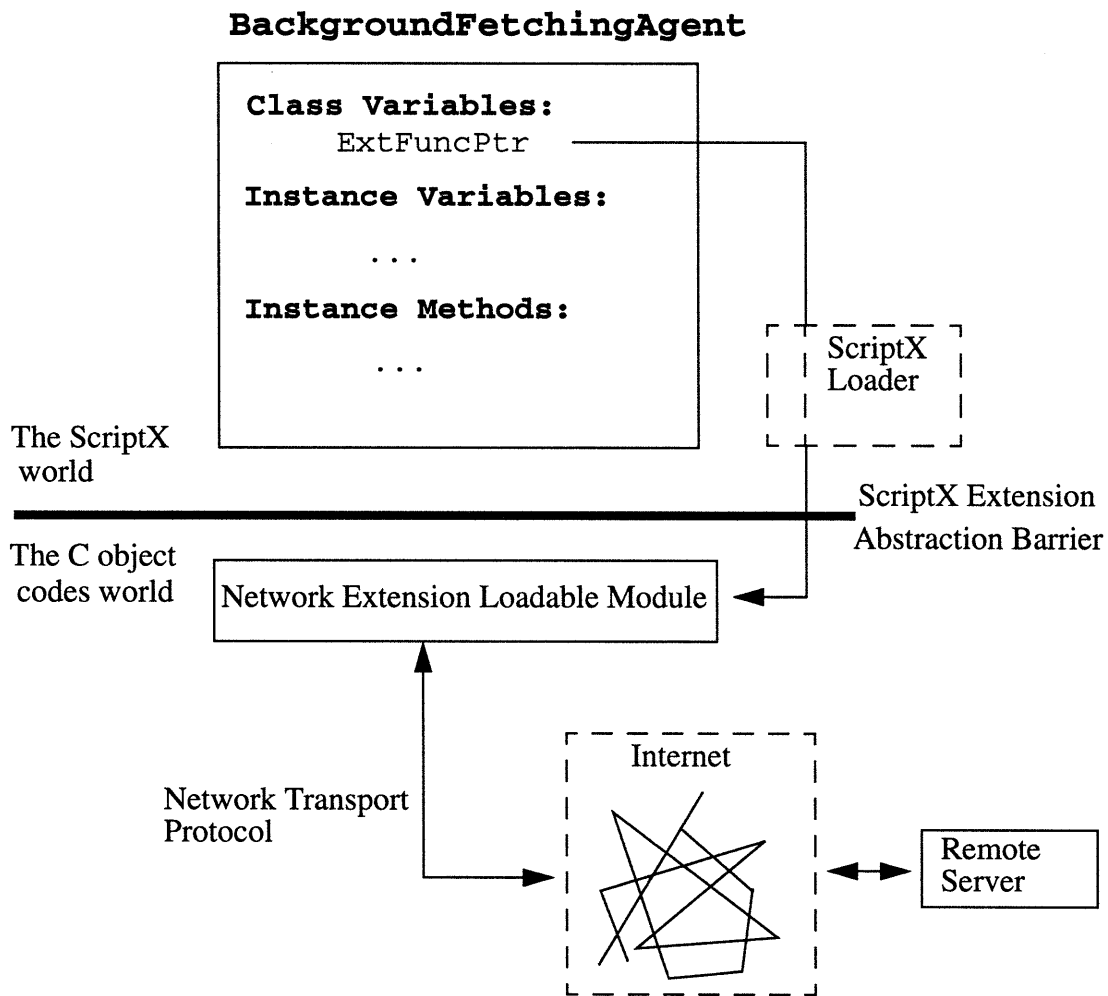 BackgroundFetchingAgent
Class Variables:
ExtFuncPtr
Instance Variables:
...
Instance Methods:
...
ScriptX
Loader
The ScriptX
world
ScriptX Extension
Abstraction Barrier
The C object
codes world
Network Extension Loadable Module
Internet
Network Transport
Protocol
Remote
Server